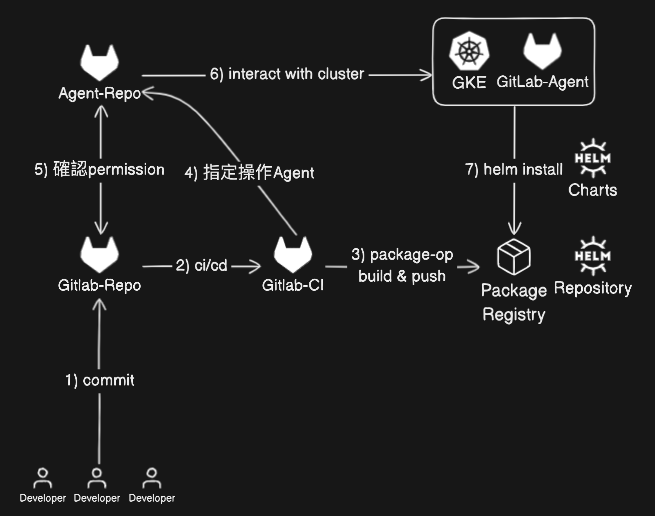 6) interact with cluster
GKE
GitLab-Agent
Agent-Repo
5) 確認permission
4) 指定操作Agent
7) helm install
HELM
Charts
2) ci/cd
3) package-op
build & push
Gitlab-Repo
Gitlab-CI
HELM
Package
Registry
Repository
1) commit
Developer
Developer
Developer